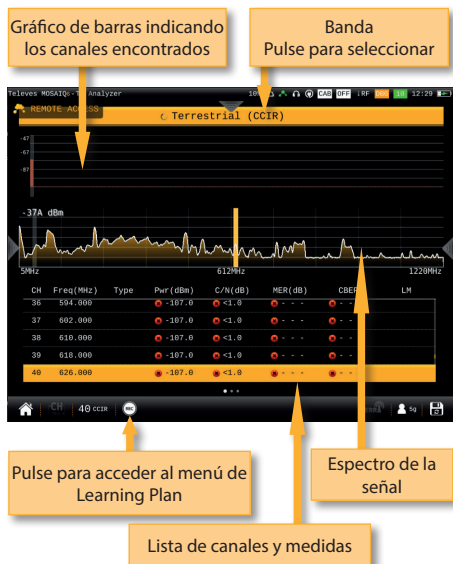 Gráfico de barras indicando
los canales encontrados
Banda
Pulse para seleccionar
Televes MOSAIQ6
Analyzer
CAB OFF RF 10 12:29
REMOTE ACCESS
Terrestrial (CCIR)
-47
-67
-87
-37A dBm
5MHz 612MHz 1220MHz
CH Freq(MHz) Type Pwr(dBm) C/N(dB) MER(dB) CBER LM
36 594.000 -107.0 <1.0 - - - - -
37 602.000 -107.0 <1.0 - - - - - -
38 610.000 -107.0 <1.0 - - - - - -
39 618.000 -107.0 <1.0 - - - - - -
40 626.000 -107.0 <1.0 - - - - - -
CH 40 CCIR REC 5g
Pulse para acceder al menú de
Learning Plan
Espectro de la
señal
Lista de canales y medidas